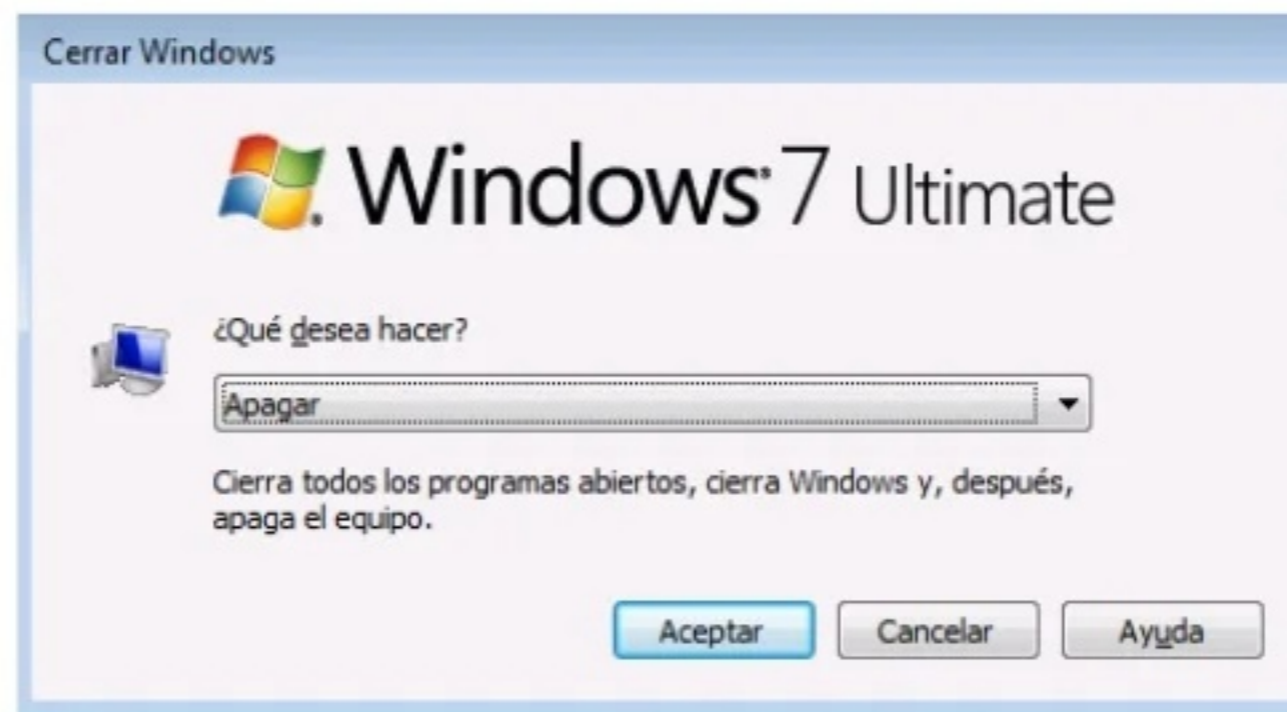 Cerrar Windows
Windows 7 Ultimate
¿Qué desea hacer?
Apagar
Cierra todos los programas abiertos, cierra Windows y, después,
apaga el equipo.
Aceptar Cancelar Ayuda